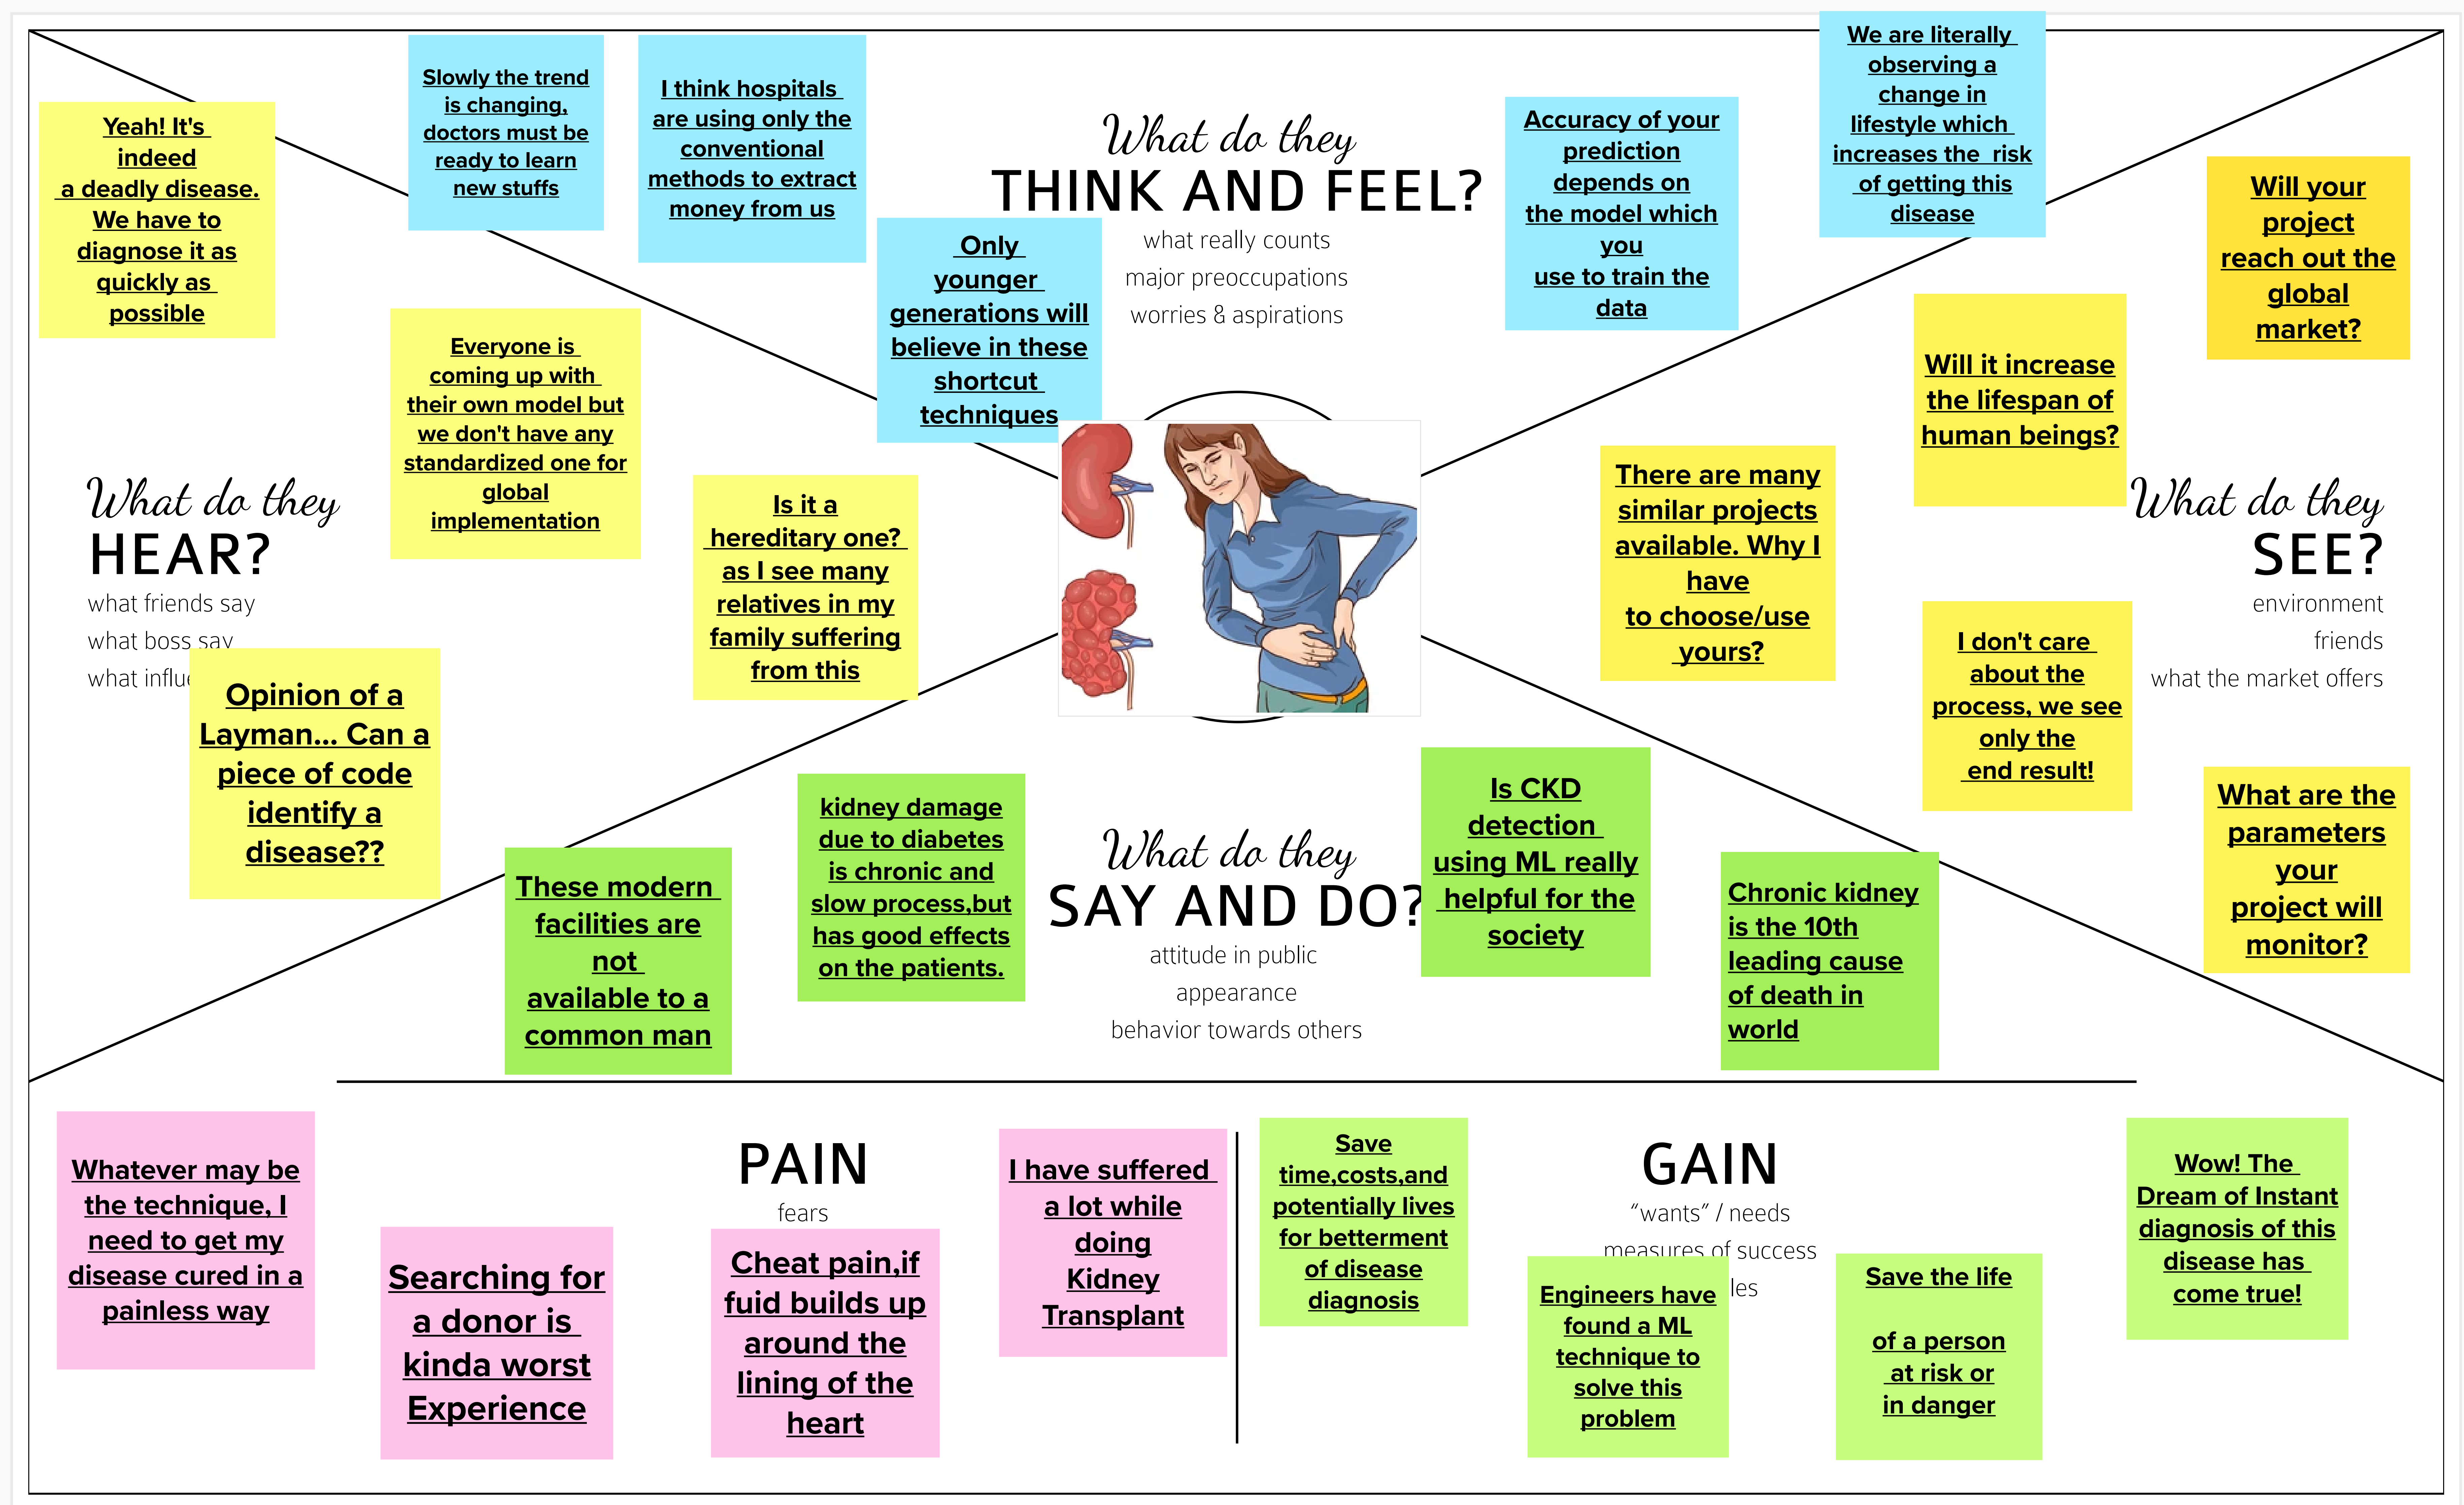 Yeah! It's
indeed
a deadly disease.
We have to
diagnose it as
quickly as
possible
Slowly the trend
is changing,
doctors must be
ready to learn
new stuffs
I think hospitals
are using only the
conventional
methods to extract
money from us
Only
younger
generations will
believe in these
shortcut
techniques
What do they
THINK AND FEEL?
what really counts
major preoccupations
worries & aspirations
Accuracy of your
prediction
depends on
the model which
you
use to train the
data
We are literally
observing a
change in
lifestyle which
increases the risk
of getting this
disease
Will your
project
reach out the
global
market?
Everyone is
coming up with
their own model but
we don't have any
standardized one for
global
implementation
Is it a
hereditary one?
as I see many
relatives in my
family suffering
from this
What do they
HEAR?
what friends say
what boss say
what influe
Opinion of a
Layman... Can a
piece of code
identify a
disease??
There are many
similar projects
available. Why I
have
to choose/use
yours?
Will it increase
the lifespan of
human beings?
What do they
SEE?
environment
friends
what the market offers
I don't care
about the
process, we see
only the
end result!
What are the
parameters
your
project will
monitor?
These modern
facilities are
not
available to a
common man
kidney damage
due to diabetes
is chronic and
slow process,but
has good effects
on the patients.
What do they
SAY AND DO?
attitude in public
appearance
behavior towards others
Is CKD
detection
using ML really
helpful for the
society
Chronic kidney
is the 10th
leading cause
of death in
world
Whatever may be
the technique, I
need to get my
disease cured in a
painless way
Searching for
a donor is
kinda worst
Experience
PAIN
fears
Cheat pain,if
fuid builds up
around the
lining of the
heart
I have suffered
a lot while
doing
Kidney
Transplant
Save
time,costs,and
potentially lives
for betterment
of disease
diagnosis
GAIN
“wants” / needs
measures of success
les
Engineers have
found a ML
technique to
solve this
problem
Save the life
of a person
at risk or
in danger
Wow! The
Dream of Instant
diagnosis of this
disease has
come true!